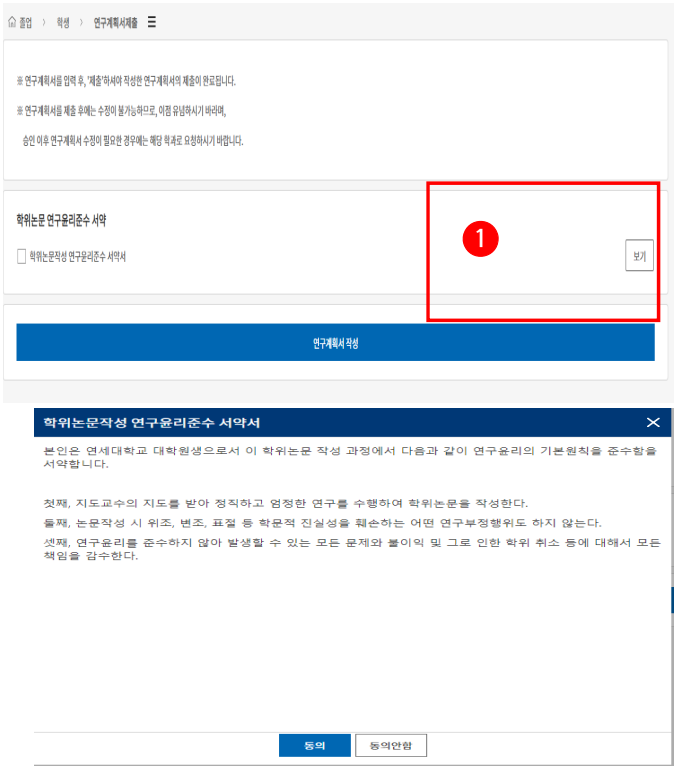 졸업 > 학생 > 연구계획서제출
※ 연구계획서를 입력 후, '제출'하셔야 작성한 연구계획서의 제출이 완료됩니다.
※ 연구계획서를 제출 후에는 수정이 불가능하므로, 이점 유념하시기 바라며,
승인 이후 연구계획서 수정이 필요한 경우에는 해당 학과로 요청하시기 바랍니다.
학위논문 연구윤리준수 서약
1
학위논문작성 연구윤리준수 서약서
보기
연구계획서 작성
학위논문작성 연구윤리준수 서약서
본인은 연세대학교 대학원생으로서 이 학위논문 작성 과정에서 다음과 같이 연구윤리의 기본원칙을 준수함을
서약합니다.
첫째, 지도교수의 지도를 받아 정직하고 엄정한 연구를 수행하여 학위논문을 작성한다.
둘째, 논문작성 시 위조, 변조, 표절 등 학문적 진실성을 훼손하는 어떤 연구부정행위도 하지 않는다.
셋째, 연구윤리를 준수하지 않아 발생할 수 있는 모든 문제와 불이익 및 그로 인한 학위 취소 등에 대해서 모든
책임을 감수한다.
동의
동의안함